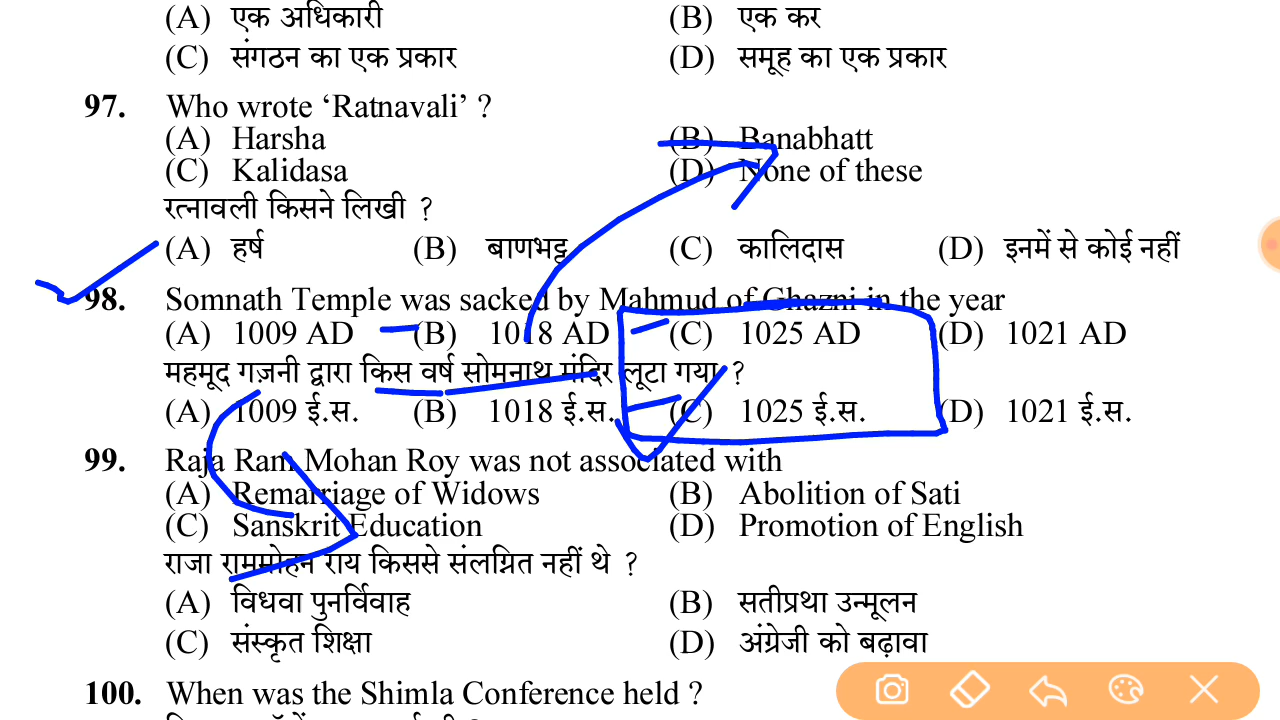 (A) एक अधिकारी (B) एक कर
(C) संगठन का एक प्रकार (D) समूह का एक प्रकार
97. Who wrote ‘Ratnavali’ ?
(A) Harsha (B) Banabhatt
(C) Kalidasa (D) None of these
रत्नावली किसने लिखी ?
(A) हर्ष (B) बाणभट्ट (C) कालिदास (D) इनमें से कोई नहीं
98. Somnath Temple was sacked by Mahmud of Ghazni in the year
(A) 1009 AD (B) 1018 AD (C) 1025 AD (D) 1021 AD
महमूद गज़नी द्वारा किस वर्ष सोमनाथ मंदिर लूटा गया ?
(A) 1009 ई.स. (B) 1018 ई.स. (C) 1025 ई.स. (D) 1021 ई.स.
99. Raja Ram Mohan Roy was not associated with
(A) Remarriage of Widows (B) Abolition of Sati
(C) Sanskrit Education (D) Promotion of English
राजा राममोहन राय किससे संलग्नित नहीं थे ?
(A) विधवा पुनर्विवाह (B) सतीप्रथा उन्मूलन
(C) संस्कृत शिक्षा (D) अंग्रेजी को बढ़ावा
100. When was the Shimla Conference held ?